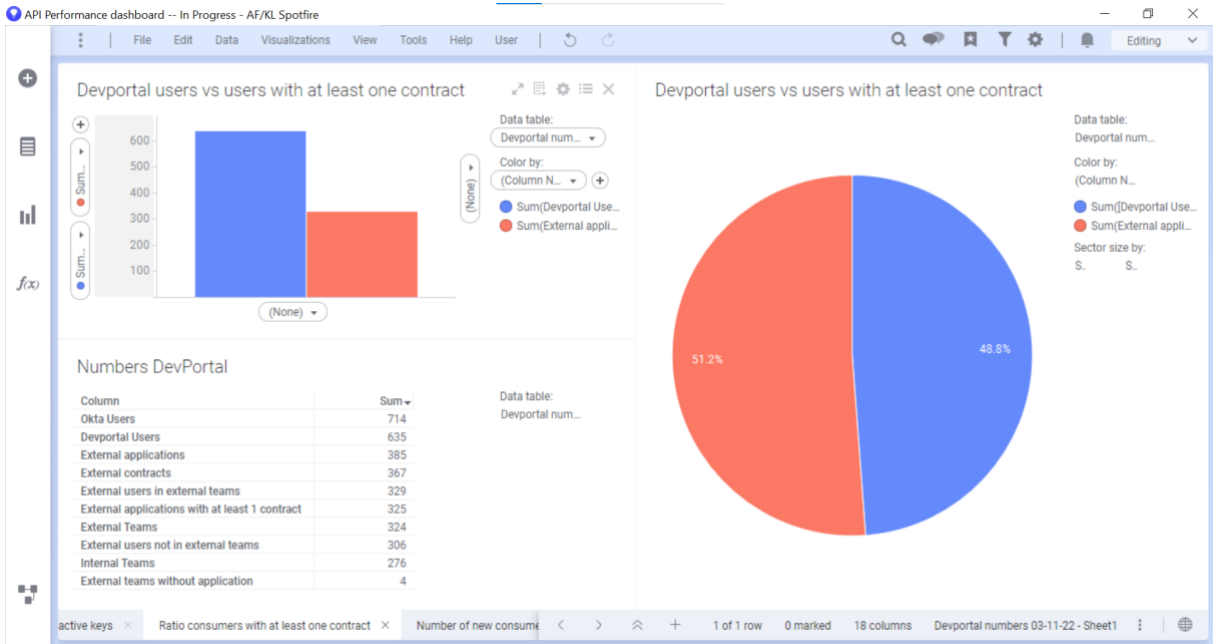 API Performance dashboard -- In Progress - AF/KL Spotfire
File Edit Data Visualizations View Tools Help User Editing
Devportal users vs users with at least one contract
600
500
400
300
200
100
Sum...
Sum...
(None)
(None)
Data table:
Devportal num...
Color by:
(Column N...
Sum(Devportal Use...
Sum(External appli...
Numbers DevPortal
Column Sum
Okta Users 714
Devportal Users 635
External applications 385
External contracts 367
External users in external teams 329
External applications with at least 1 contract 325
External Teams 324
External users not in external teams 306
Internal Teams 276
External teams without application 4
Data table:
Devportal num...
Devportal users vs users with at least one contract
51.2%
48.8%
Data table:
Devportal num...
Color by:
(Column N...
Sum([Devportal Use...
Sum(External appli...
Sector size by:
S.. S..
f(x)
active keys Ratio consumers with at least one contract Number of new consume 1 of 1 row 0 marked 18 columns Devportal numbers 03-11-22 - Sheet1